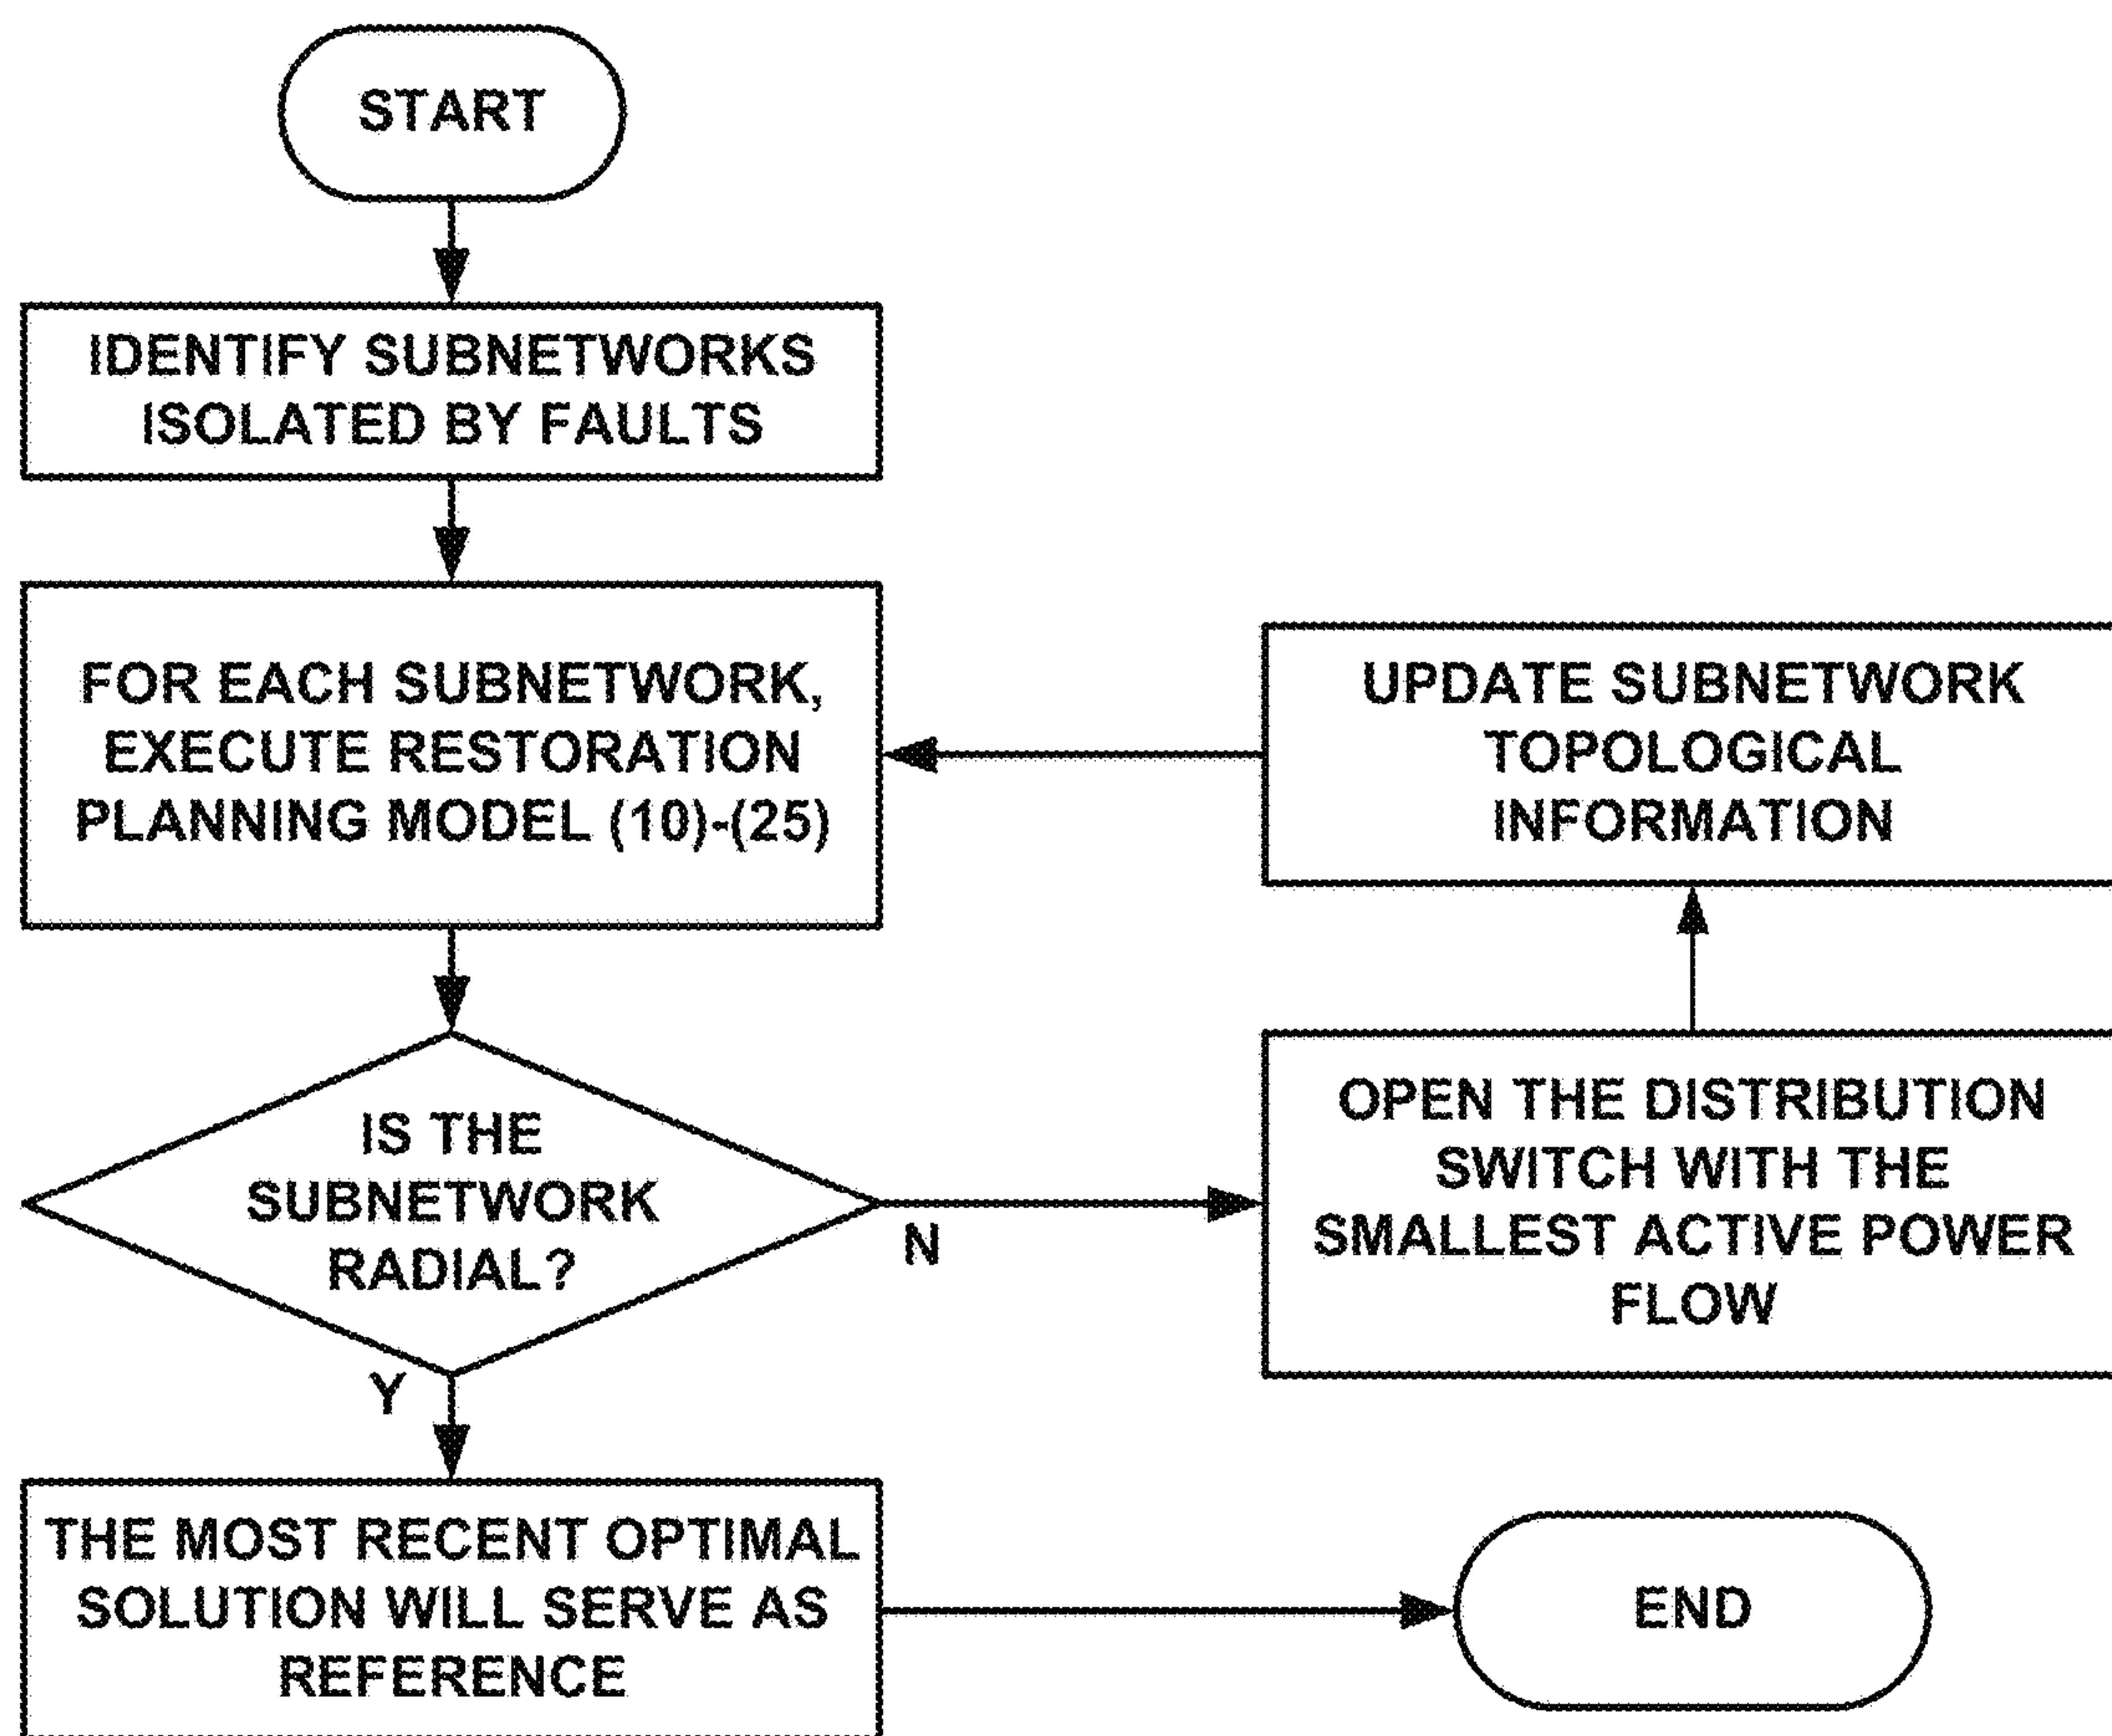 START
IDENTIFY SUBNETWORKS
ISOLATED BY FAULTS
FOR EACH SUBNETWORK,
EXECUTE RESTORATION
PLANNING MODEL (10)-(25)
UPDATE SUBNETWORK
TOPOLOGICAL
INFORMATION
IS THE
SUBNETWORK
RADIAL?
N
OPEN THE DISTRIBUTION
SWITCH WITH THE
SMALLEST ACTIVE POWER
FLOW
Y
THE MOST RECENT OPTIMAL
SOLUTION WILL SERVE AS
REFERENCE
END